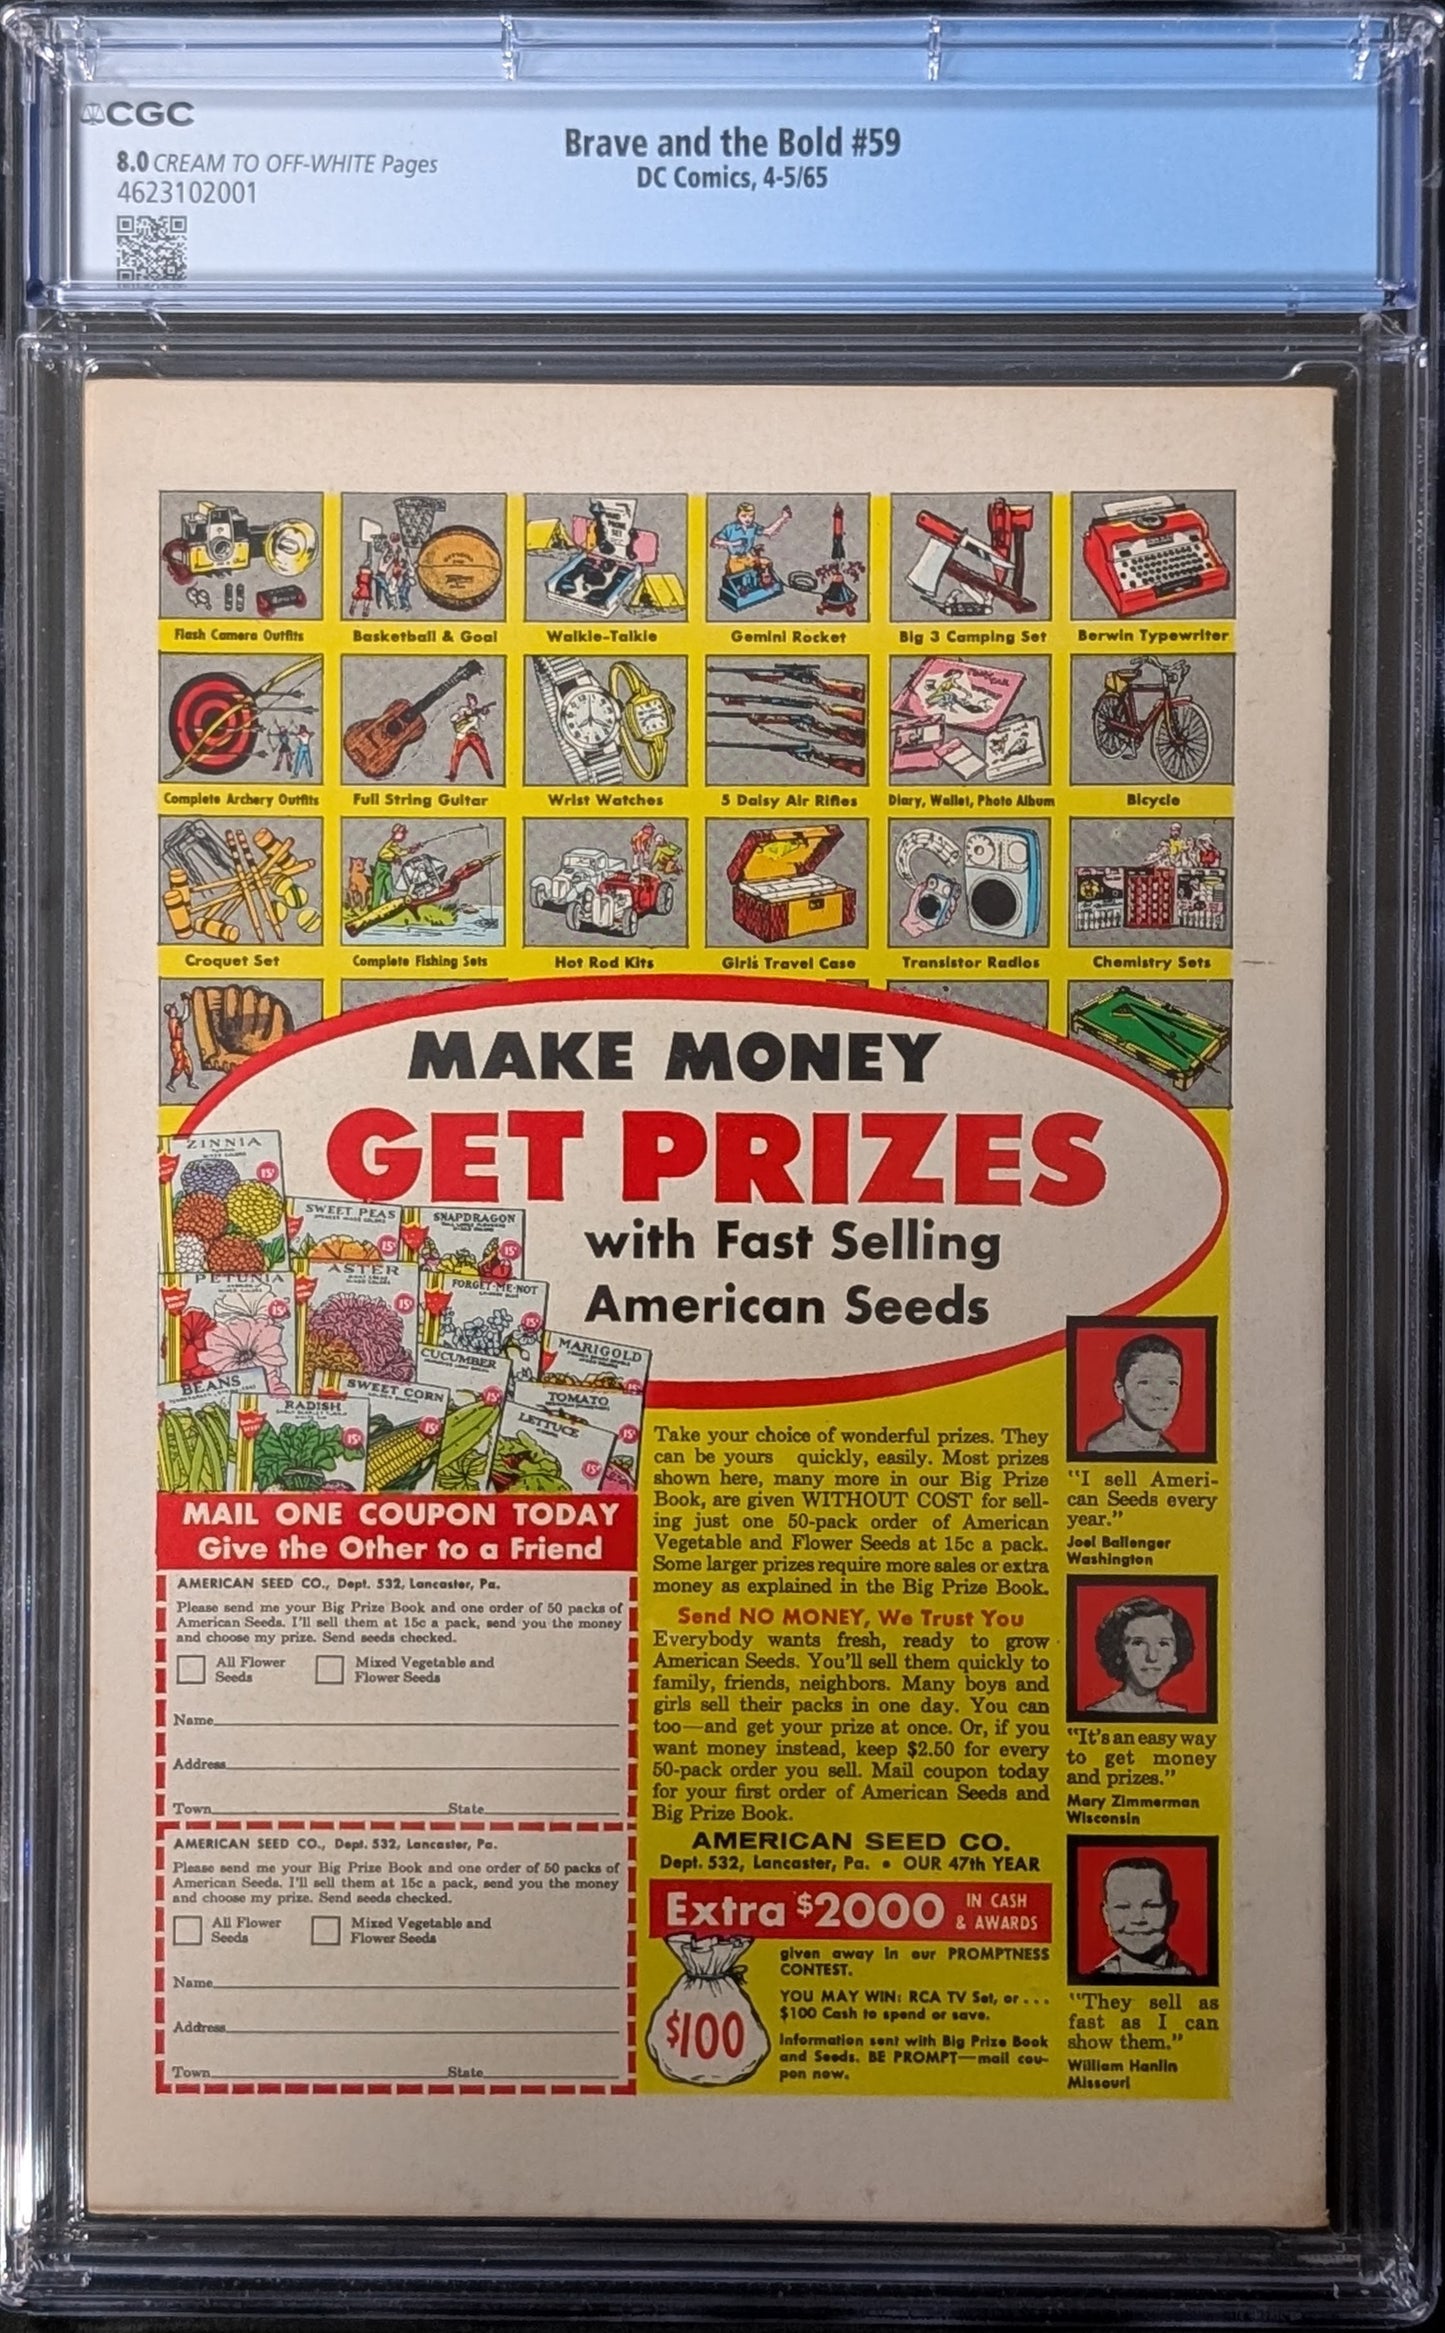 CGC
8.0 CREAM TO OFF-WHITE Pages
4623102001
Brave and the Bold #59
DC Comics, 4-5/65
Flash Camera Outfits
Basketball & Goal
Walkie-Talkie
Gemini Rocket
Big 3 Camping Set
Berwin Typewriter
Complete Archery Outfits
Full String Guitar
Wrist Watches
5 Daisy Air Rifles
Diary, Wallet, Photo Album
Bicycle
Croquet Set
Complete Fishing Sets
Hot Rod Kits
Girl's Travel Case
Transistor Radios
Chemistry Sets
MAKE MONEY
GET PRIZES
with Fast Selling
American Seeds
ZINNIA
15¢
SWEET PEAS
15¢
SNAPDRAGON
15¢
PETUNIA
15¢
ASTER
15¢
FORGET-ME-NOT
15¢
CUCUMBER
15¢
MARIGOLD
15¢
BEANS
RADISH
15¢
SWEET CORN
15¢
TOMATO
15¢
LETTUCE
15¢
MAIL ONE COUPON TODAY
Give the Other to a Friend
AMERICAN SEED CO., Dept. 532, Lancaster, Pa.
Please send me your Big Prize Book and one order of 50 packs of
American Seeds. I'll sell them at 15c a pack, send you the money
and choose my prize. Send seeds checked.
All Flower
Seeds
Mixed Vegetable and
Flower Seeds
Name
Address
Town State
AMERICAN SEED CO., Dept. 532, Lancaster, Pa.
Please send me your Big Prize Book and one order of 50 packs of
American Seeds. I'll sell them at 15c a pack, send you the money
and choose my prize. Send seeds checked.
All Flower
Seeds
Mixed Vegetable and
Flower Seeds
Name
Address
Town State
Take your choice of wonderful prizes. They
can be yours quickly, easily. Most prizes
shown here, many more in our Big Prize
Book, are given WITHOUT COST for sell-
ing just one 50-pack order of American
Vegetable and Flower Seeds at 15c a pack.
Some larger prizes require more sales or extra
money as explained in the Big Prize Book.
Send NO MONEY, We Trust You
Everybody wants fresh, ready to grow
American Seeds. You'll sell them quickly to
family, friends, neighbors. Many boys and
girls sell their packs in one day. You can
too—and get your prize at once. Or, if you
want money instead, keep $2.50 for every
50-pack order you sell. Mail coupon today
for your first order of American Seeds and
Big Prize Book.
AMERICAN SEED CO.
Dept. 532, Lancaster, Pa. • OUR 47th YEAR
Extra $2000 IN CASH
& AWARDS
$100
given away in our PROMPTNESS
CONTEST.
YOU MAY WIN: RCA TV Set, or . . .
$100 Cash to spend or save.
Information sent with Big Prize Book
and Seeds. BE PROMPT—mail cou-
pon now.
"I sell Ameri-
can Seeds every
year."
Joel Ballenger
Washington
"It's an easy way
to get money
and prizes."
Mary Zimmerman
Wisconsin
"They sell as
fast as I can
show them."
William Hanlin
Missouri